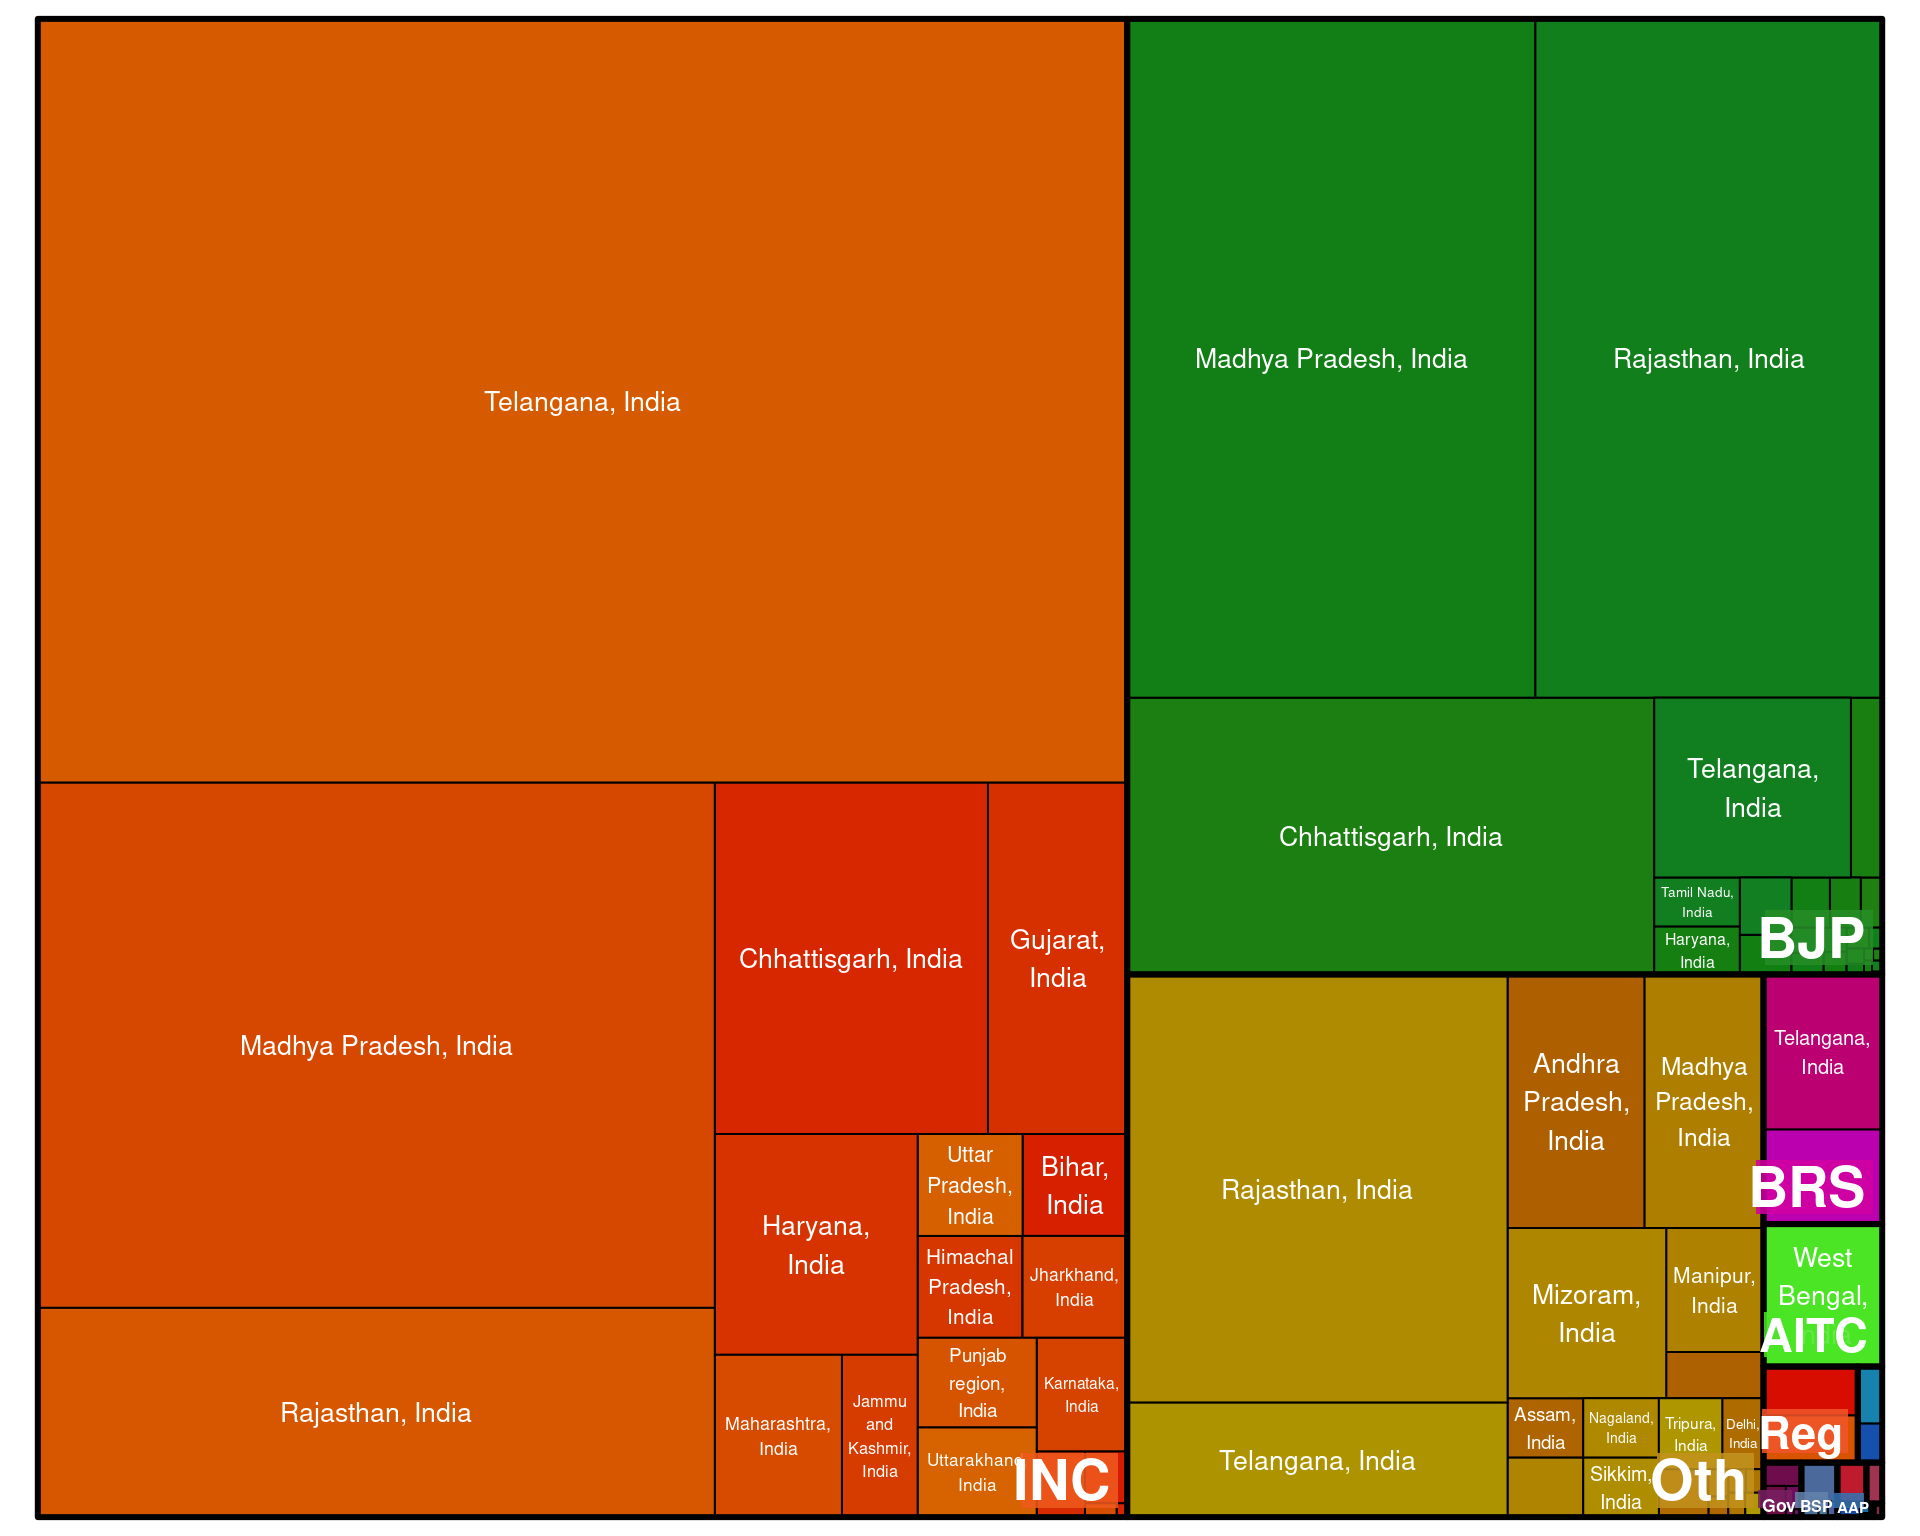 Telangana, India
Madhya Pradesh, India
Rajasthan, India
Chhattisgarh, India
Gujarat,
India
Haryana,
India
Maharashtra,
India
Jammu
and
Kashmir,
India
Uttar
Pradesh,
India
Bihar,
India
Himachal
Pradesh,
India
Jharkhand,
India
Punjab
region,
India
Karnataka,
India
Uttarakhand
India
INC
Madhya Pradesh, India
Rajasthan, India
Chhattisgarh, India
Telangana,
India
Tamil Nadu,
India
Haryana,
India
BJP
Rajasthan, India
Telangana, India
Andhra
Pradesh,
India
Madhya
Pradesh,
India
Mizoram,
India
Manipur,
India
Assam,
India
Nagaland,
India
Tripura,
India
Delhi,
India
Sikkim,
India
Oth
Telangana,
India
BRS
West
Bengal,
AITC
Reg
Gov
BSP
AAP